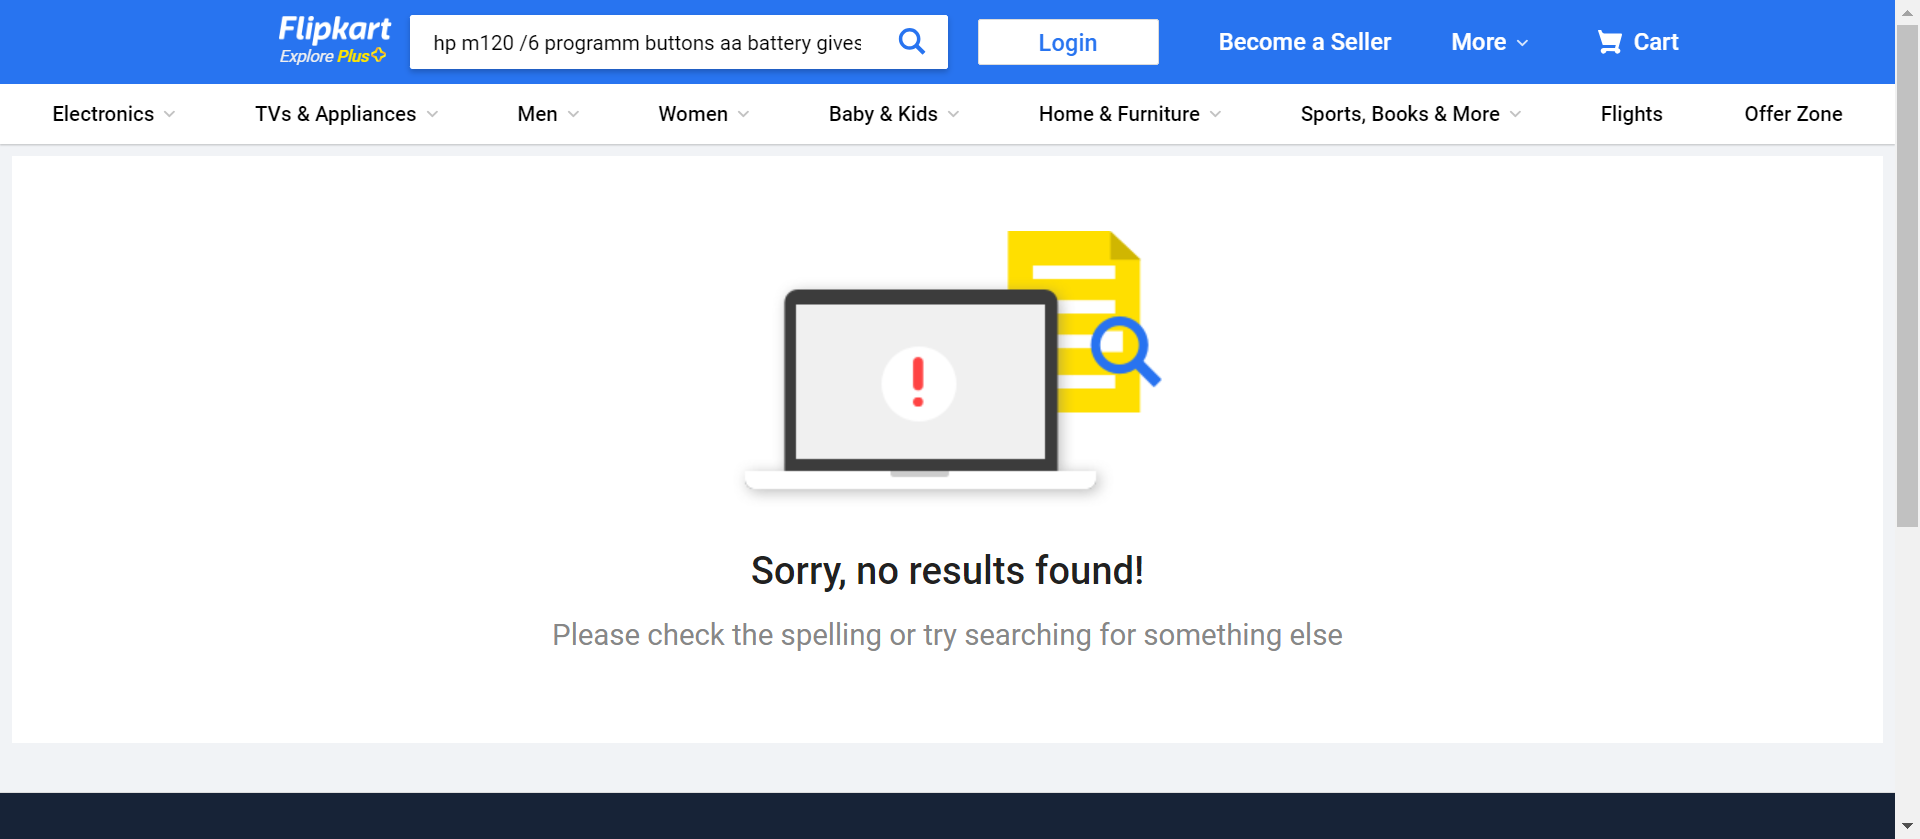 Flipkart
Explore Plus
hp m120 /6 programm buttons aa battery gives
Login
Become a Seller
More
Cart
Electronics
TVs & Appliances
Men
Women
Baby & Kids
Home & Furniture
Sports, Books & More
Flights
Offer Zone
Sorry, no results found!
Please check the spelling or try searching for something else